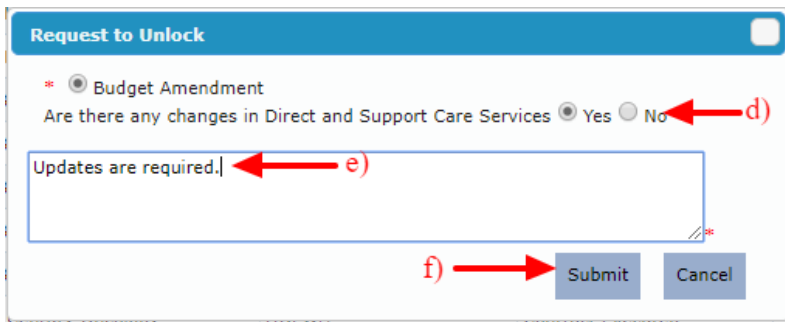 Request to Unlock
* Budget Amendment
Are there any changes in Direct and Support Care Services Yes No d)
Updates are required. e)
*
f) Submit Cancel